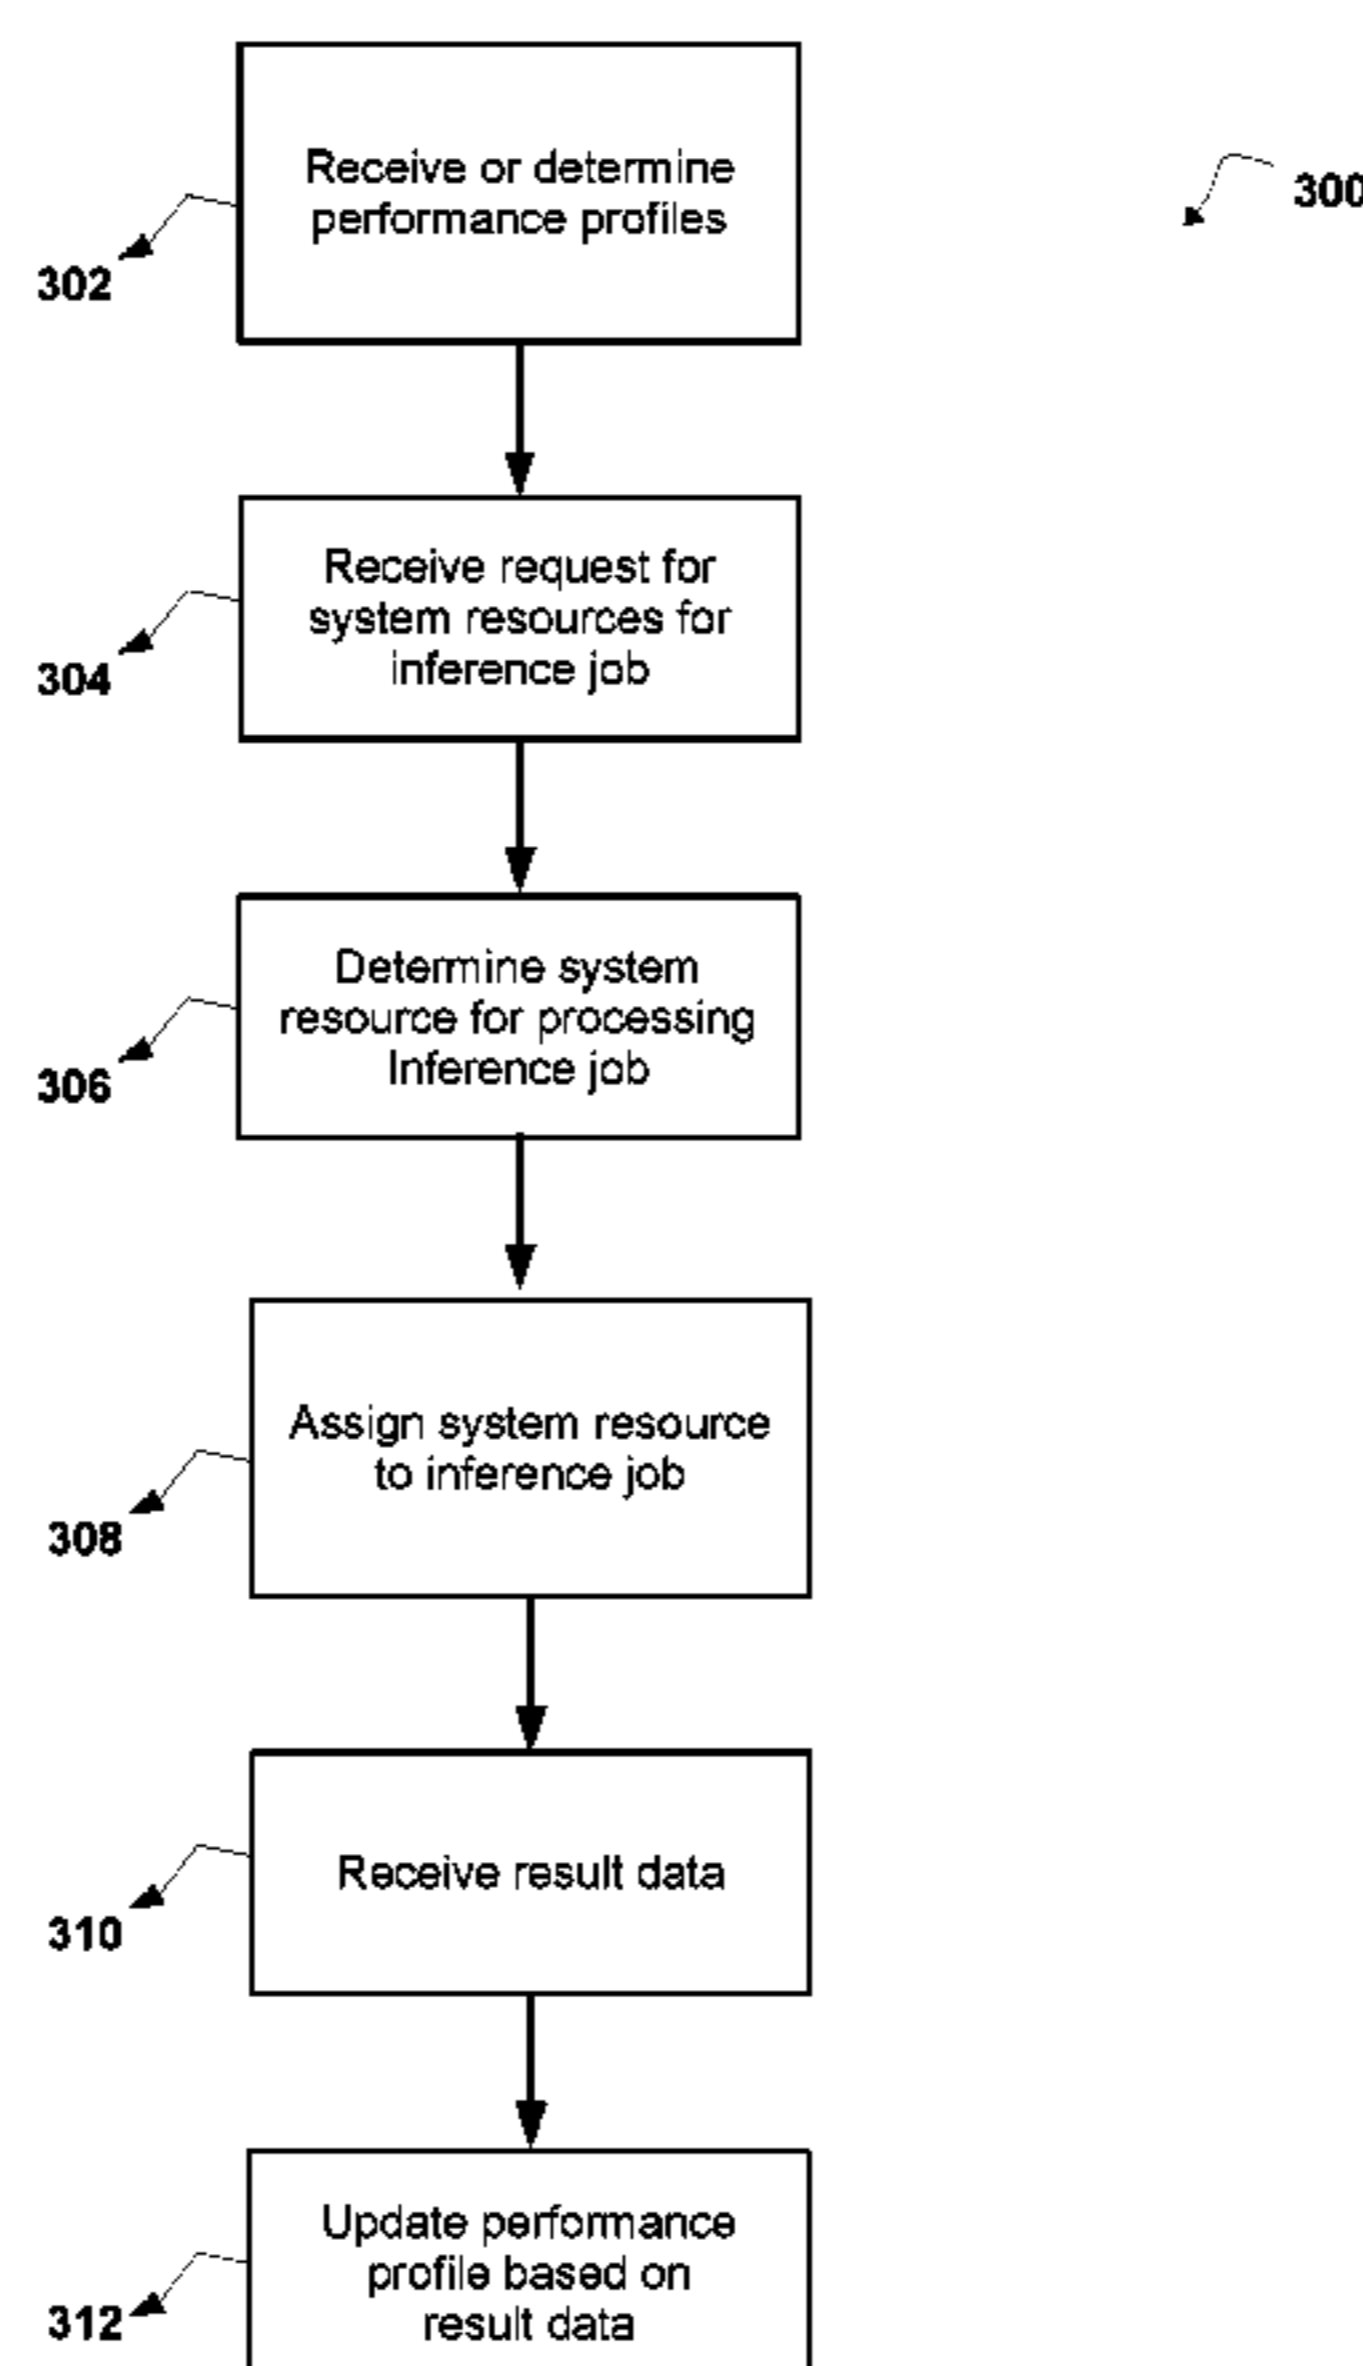 Receive or determine
performance profiles
300
302
Receive request for
system resources for
inference job
304
Determine system
resource for processing
Inference job
306
Assign system resource
to inference job
308
Receive result data
310
Update performance
profile based on
result data
312